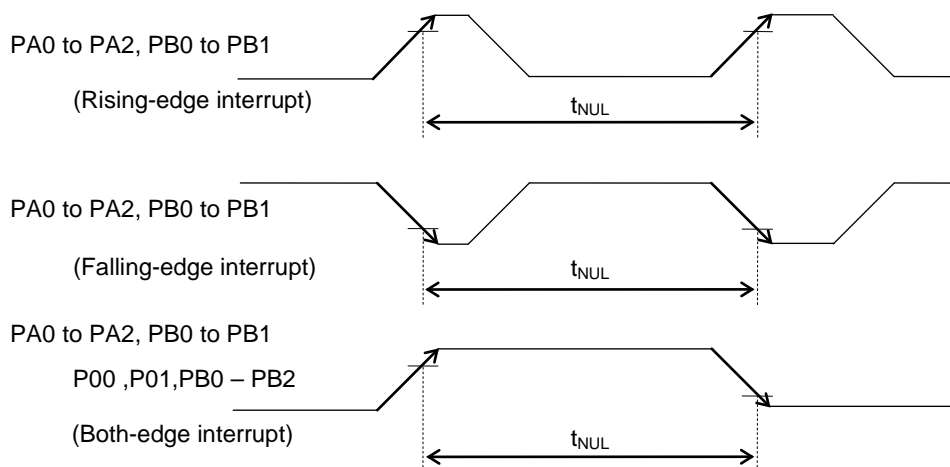 PA0 to PA2, PB0 to PB1
(Rising-edge interrupt)
tNUL
PA0 to PA2, PB0 to PB1
(Falling-edge interrupt)
tNUL
PA0 to PA2, PB0 to PB1
P00 ,P01,PB0 – PB2
(Both-edge interrupt)
tNUL